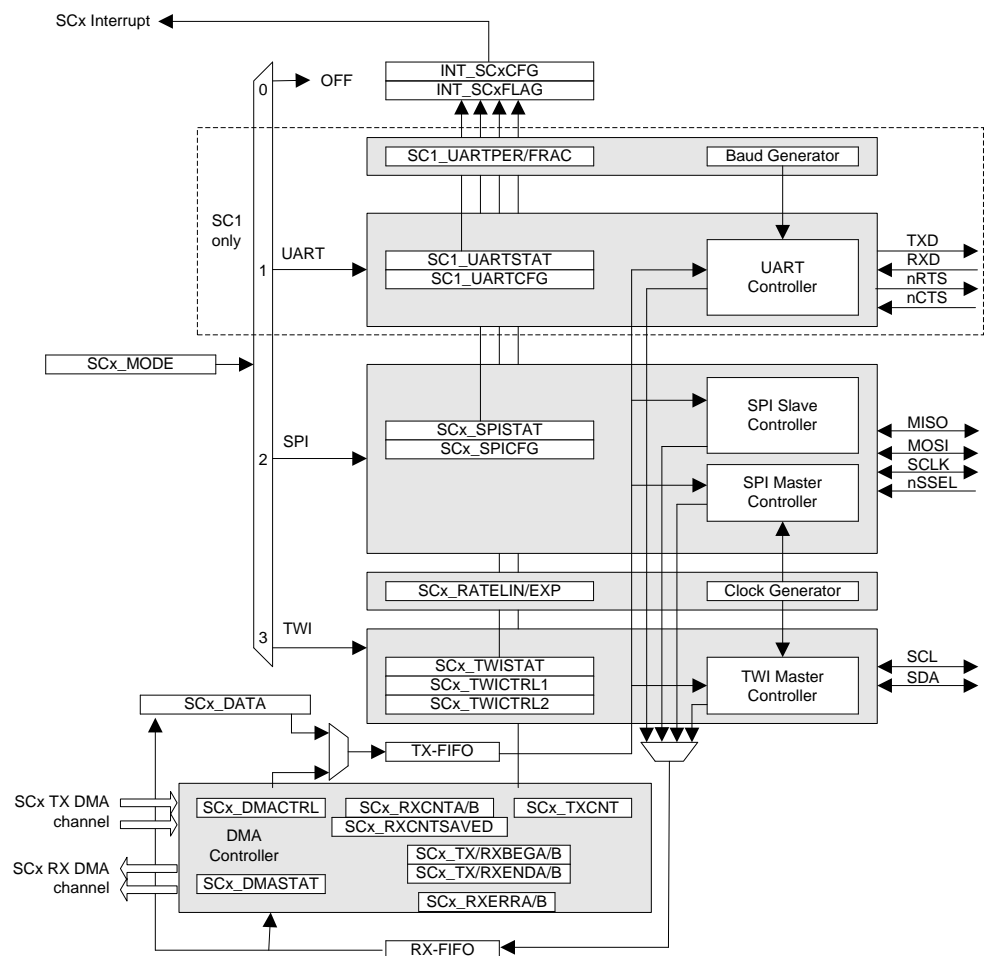 SCx Interrupt
INT_SCxCFG
INT_SCxFLAG
0
OFF
SC1_UARTPER/FRAC
Baud Generator
SC1
only
UART
1
SC1_UARTSTAT
SC1_UARTCFG
UART
Controller
TXD
RXD
nRTS
nCTS
SCx_MODE
SPI
2
SCx_SPISTAT
SCx_SPICFG
SPI Slave
Controller
SPI Master
Controller
MISO
MOSI
SCLK
nSSEL
SCx_RATELIN/EXP
Clock Generator
3
TWI
SCx_TWISTAT
SCx_TWICTRL1
SCx_TWICTRL2
TWI Master
Controller
SCL
SDA
SCx_DATA
TX-FIFO
SCx TX DMA
channel
SCx RX DMA
channel
SCx_DMACTRL
DMA
Controller
SCx_DMASTAT
SCx_RXCNTA/B
SCx_RXCNTSAVED
SCx_TXCNT
SCx_TX/RXBEGA/B
SCx_TX/RXENDA/B
SCx_RXERRA/B
RX-FIFO